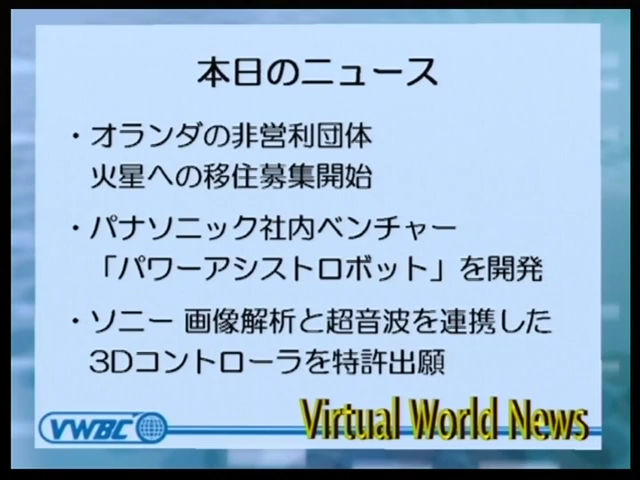 本日のニュース
・オランダの非営利団体
火星への移住募集開始
・パナソニック社内ベンチャー
「パワーアシストロボット」を開発
・ソニー 画像解析と超音波を連携した
3Dコントローラを特許出願
VWBC
Virtual World News